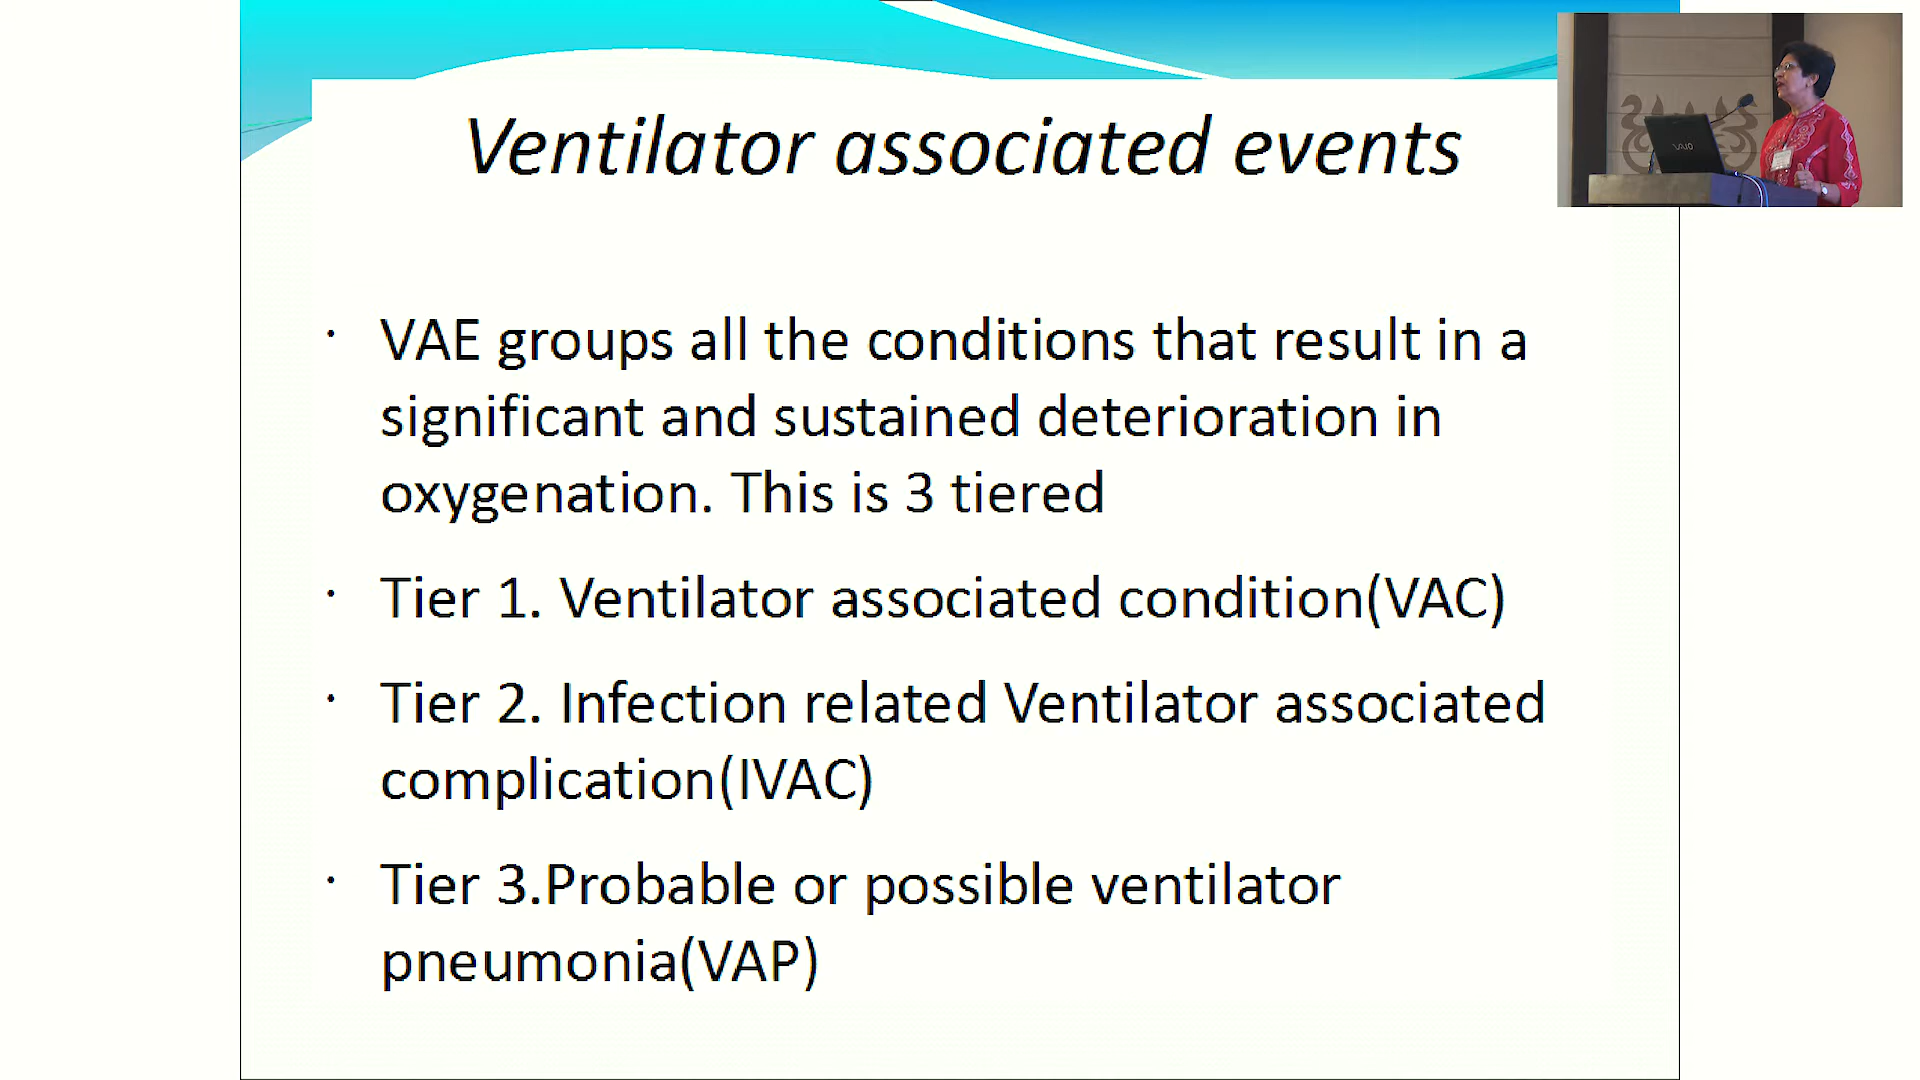 Ventilator associated events
VAE groups all the conditions that result in a
significant and sustained deterioration in
oxygenation. This is 3 tiered
Tier 1. Ventilator associated condition(VAC)
Tier 2. Infection related Ventilator associated
complication(IVAC)
Tier 3.Probable or possible ventilator
pneumonia(VAP)
VAIO